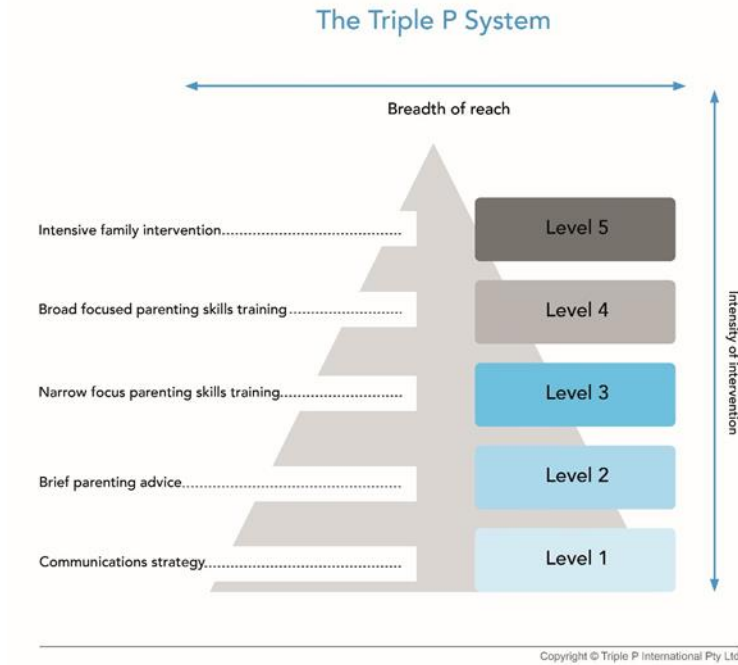 The Triple P System
Breadth of reach
Intensive family intervention
Level 5
Broad focused parenting skills training
Level 4
Intensity of intervention
Narrow focus parenting skills training
Level 3
Brief parenting advice
Level 2
Communications strategy
Level 1
Copyright © Triple P International Pty Ltd